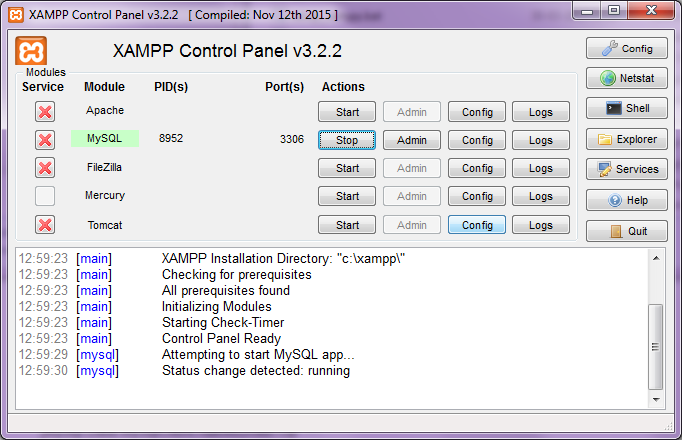 XAMPP Control Panel v3.2.2 [ Compiled: Nov 12th 2015 ]
XAMPP Control Panel v3.2.2
Config
Modules
Service Module PID(s) Port(s) Actions
Netstat
Apache Start Admin Config Logs
Shell
MySQL 8952 3306 Stop Admin Config Logs
Explorer
FileZilla Start Admin Config Logs
Services
Mercury Start Admin Config Logs
Help
Tomcat Start Admin Config Logs
Quit
12:59:23 [main] XAMPP Installation Directory: "c:\xampp\"
12:59:23 [main] Checking for prerequisites
12:59:23 [main] All prerequisites found
12:59:23 [main] Initializing Modules
12:59:23 [main] Starting Check-Timer
12:59:23 [main] Control Panel Ready
12:59:29 [mysql] Attempting to start MySQL app...
12:59:30 [mysql] Status change detected: running